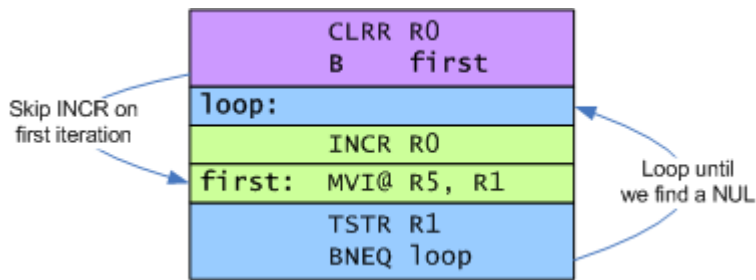 CLRR R0
B first
Skip INCR on
first iteration
loop:
INCR R0
first: MVI@ R5, R1
Loop until
we find a NUL
TSTR R1
BNEQ loop